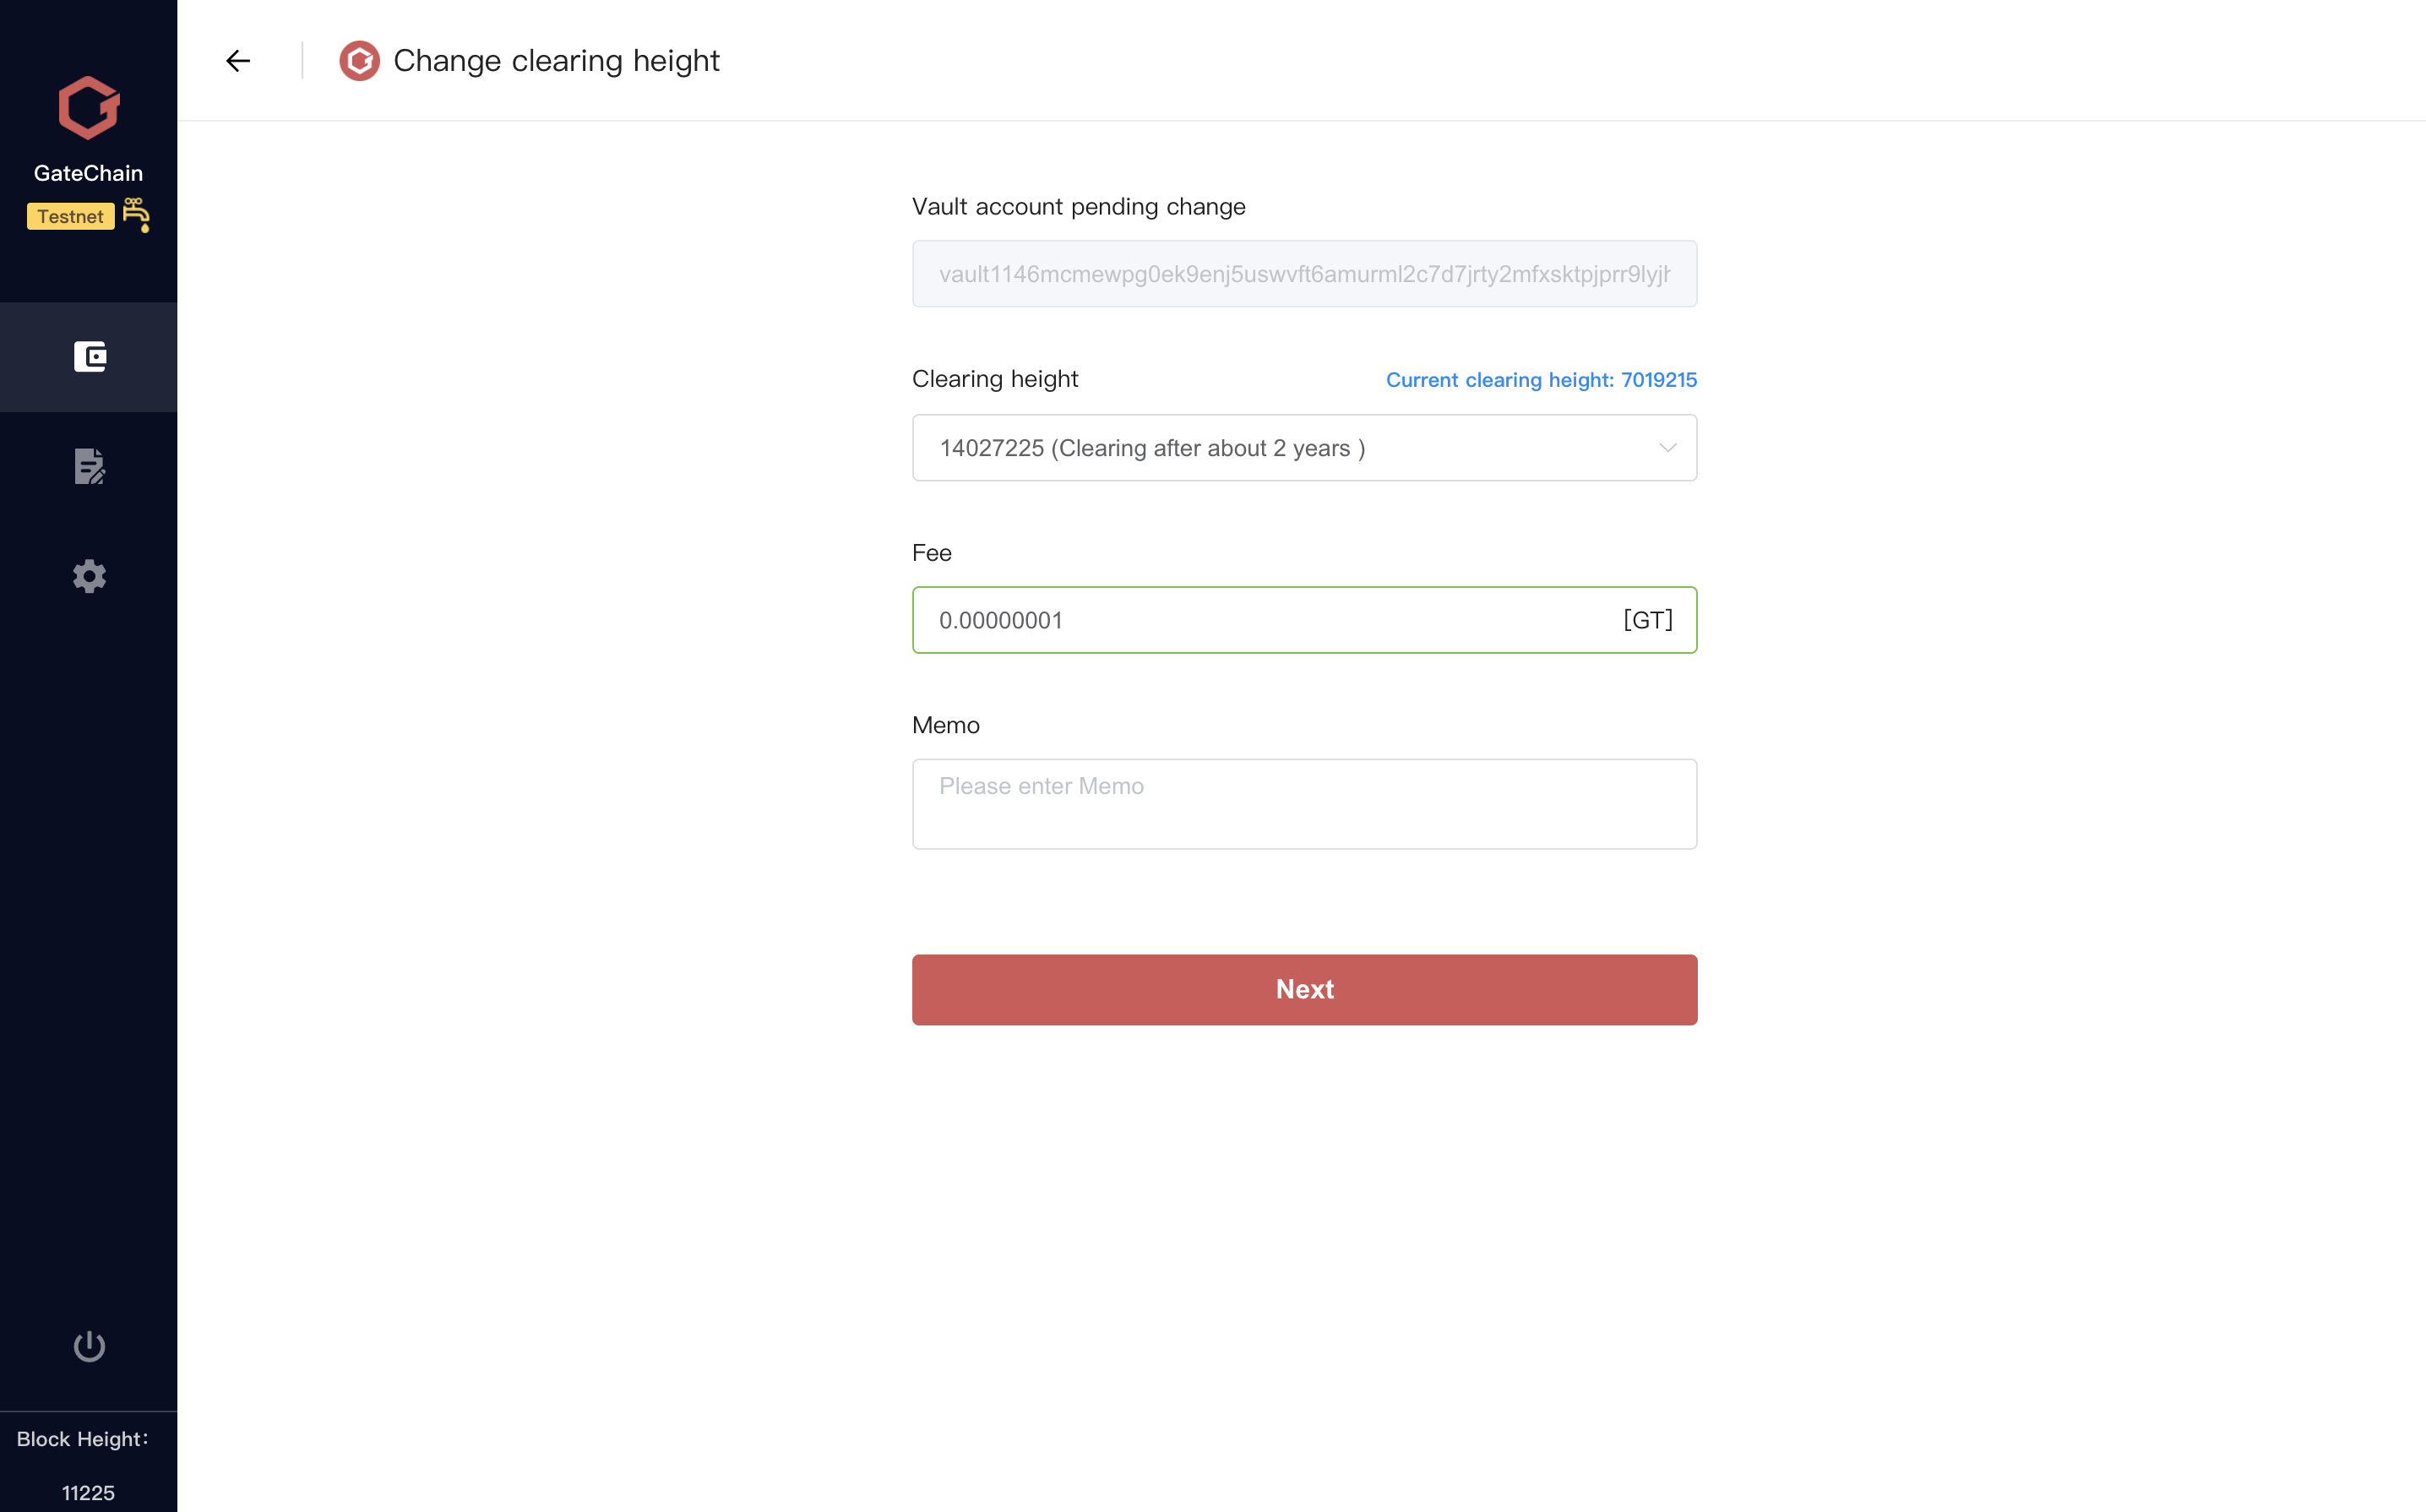 GateChain
Testnet
Block Height:
11225
Change clearing height
Vault account pending change
vault1146mcmewpg0ek9enj5uswvft6amurml2c7d7jrty2mfxsktpjprr9lyjh
Clearing height
Current clearing height: 7019215
14027225 (Clearing after about 2 years )
Fee
0.00000001
[GT]
Memo
Please enter Memo
Next